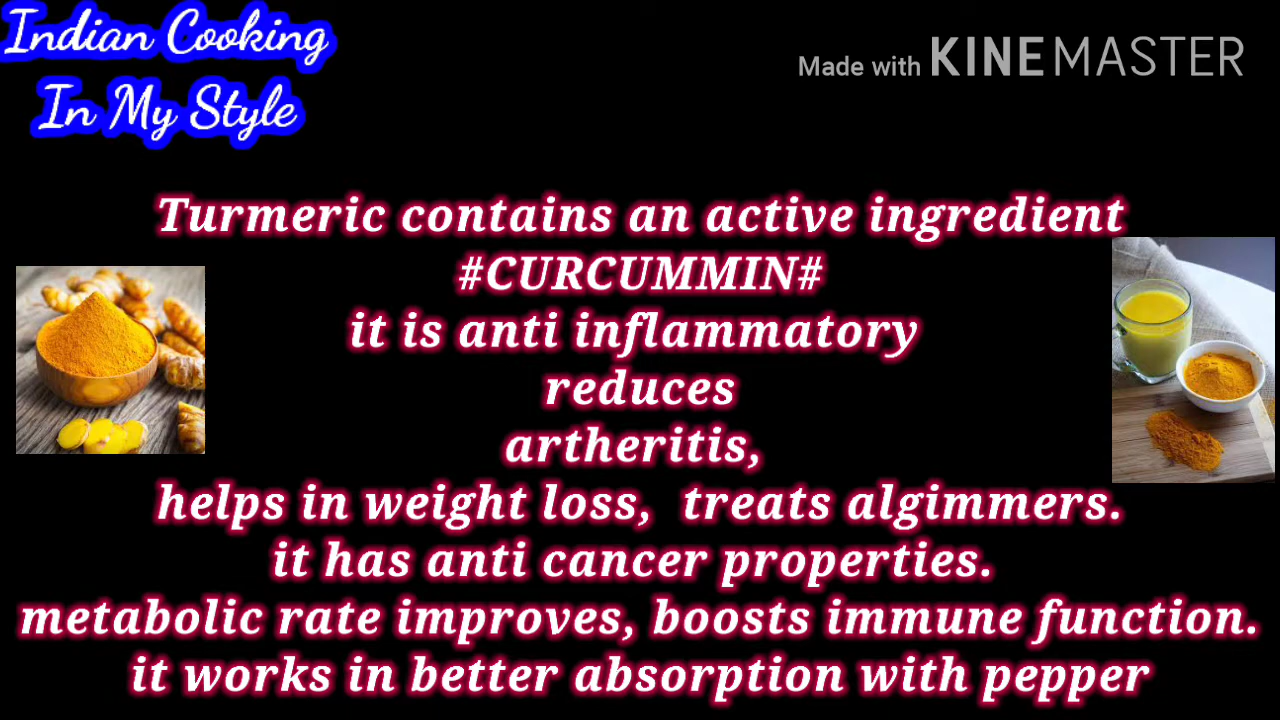 Indian Cooking
In My Style
Made with KINEMASTER
Turmeric contains an active ingredient
#CURCUMMIN#
it is anti inflammatory
reduces
artheritis,
helps in weight loss,  treats algimmers.
it has anti cancer properties.
metabolic rate improves, boosts immune function.
it works in better absorption with pepper